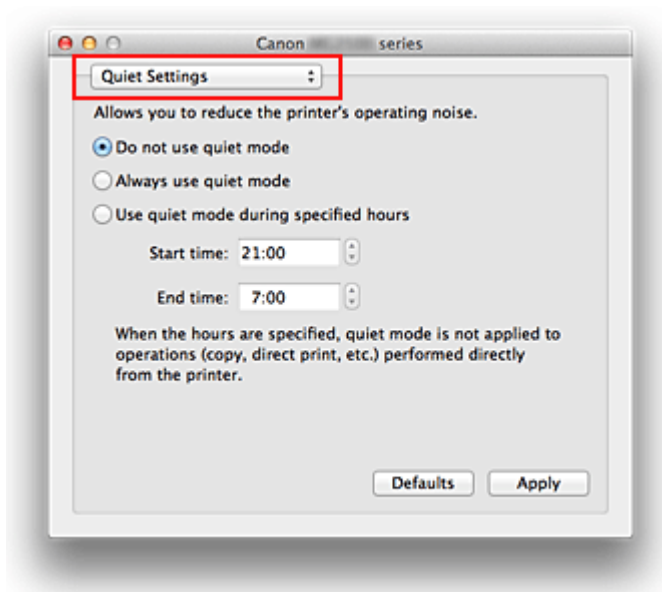 Canon series
Quiet Settings
Allows you to reduce the printer's operating noise.
Do not use quiet mode
Always use quiet mode
Use quiet mode during specified hours
Start time: 21:00
End time: 7:00
When the hours are specified, quiet mode is not applied to
operations (copy, direct print, etc.) performed directly
from the printer.
Defaults Apply